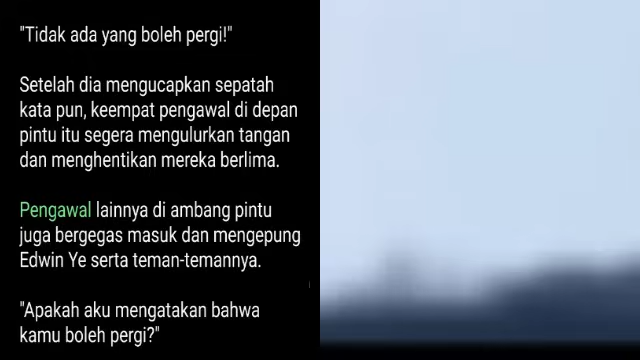 "Tidak ada yang boleh pergi!"
Setelah dia mengucapkan sepatah
kata pun, keempat pengawal di depan
pintu itu segera mengulurkan tangan
dan menghentikan mereka berlima.
Pengawal lainnya di ambang pintu
juga bergegas masuk dan mengepung
Edwin Ye serta teman-temannya.
"Apakah aku mengatakan bahwa
kamu boleh pergi?"